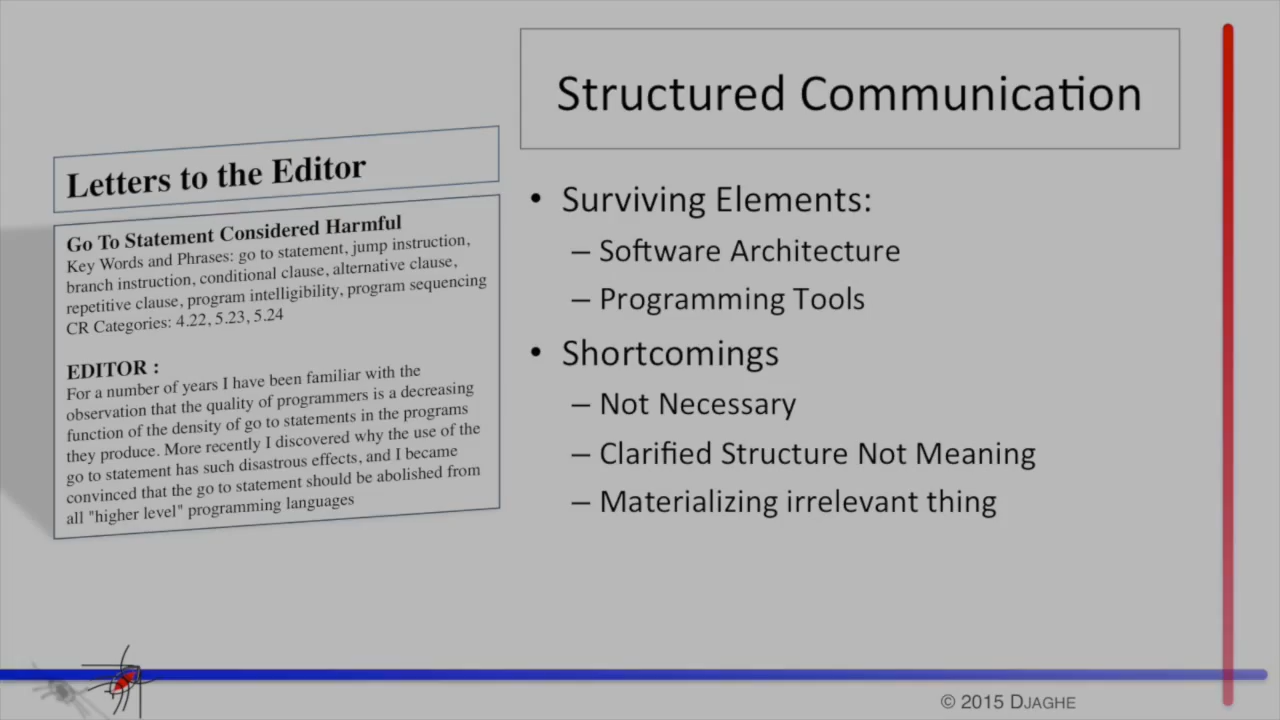 Structured Communication
Letters to the Editor
Go To Statement Considered Harmful
Key Words and Phrases: go to statement, jump instruction,
branch instruction, conditional clause, alternative clause,
repetitive clause, program intelligibility, program sequencing
CR Categories: 4.22, 5.23, 5.24
EDITOR :
For a number of years I have been familiar with the
observation that the quality of programmers is a decreasing
function of the density of go to statements in the programs
they produce. More recently I discovered why the use of the
go to statement has such disastrous effects, and I became
convinced that the go to statement should be abolished from
all "higher level" programming languages
• Surviving Elements:
– Software Architecture
– Programming Tools
• Shortcomings
– Not Necessary
– Clarified Structure Not Meaning
– Materializing irrelevant thing
© 2015 DJAGHE